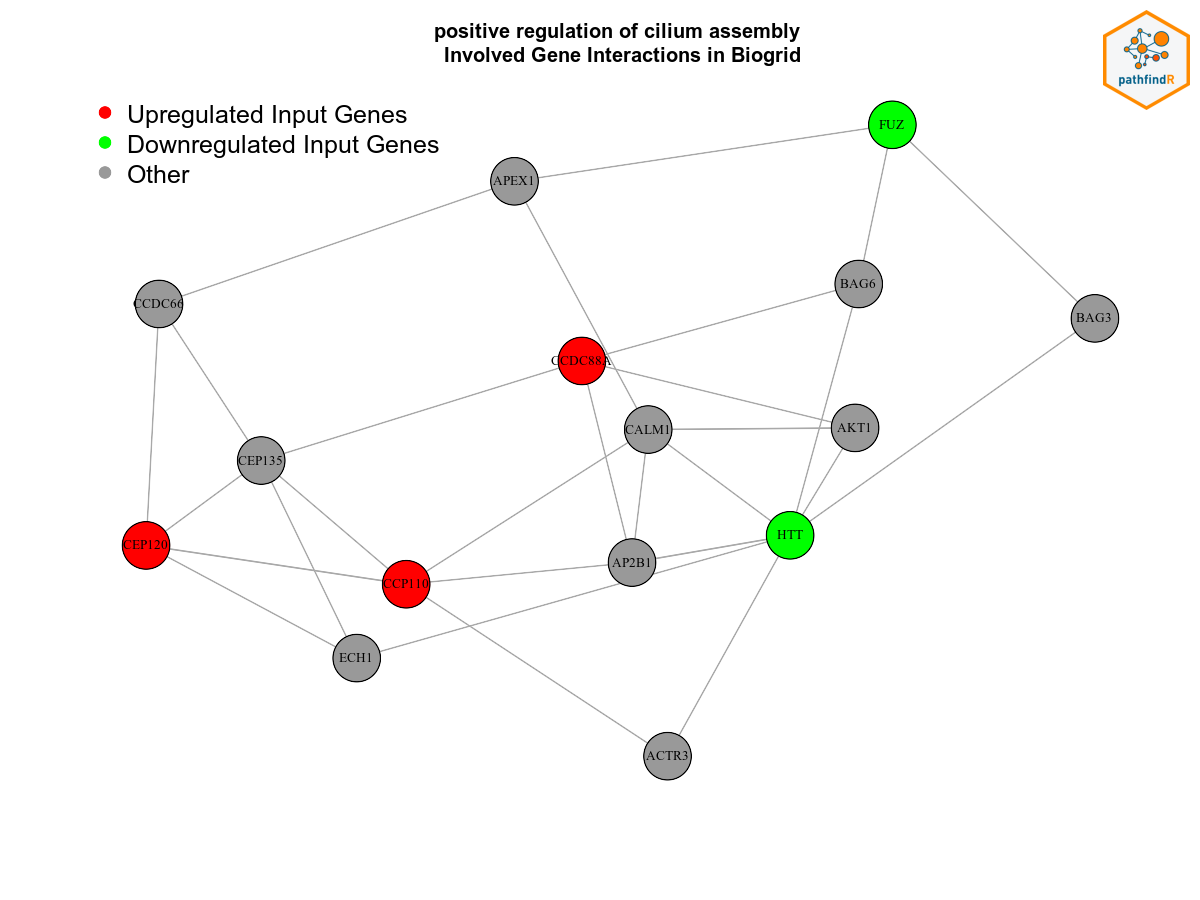 positive regulation of cilium assembly
Involved Gene Interactions in Biogrid
pathfindR
Upregulated Input Genes
Downregulated Input Genes
Other
FUZ
APEX1
BAG6
CCDC66
BAG3
CCDC88A
CALM1
AKT1
CEP135
HTT
CEP120
AP2B1
CCP110
ECH1
ACTR3